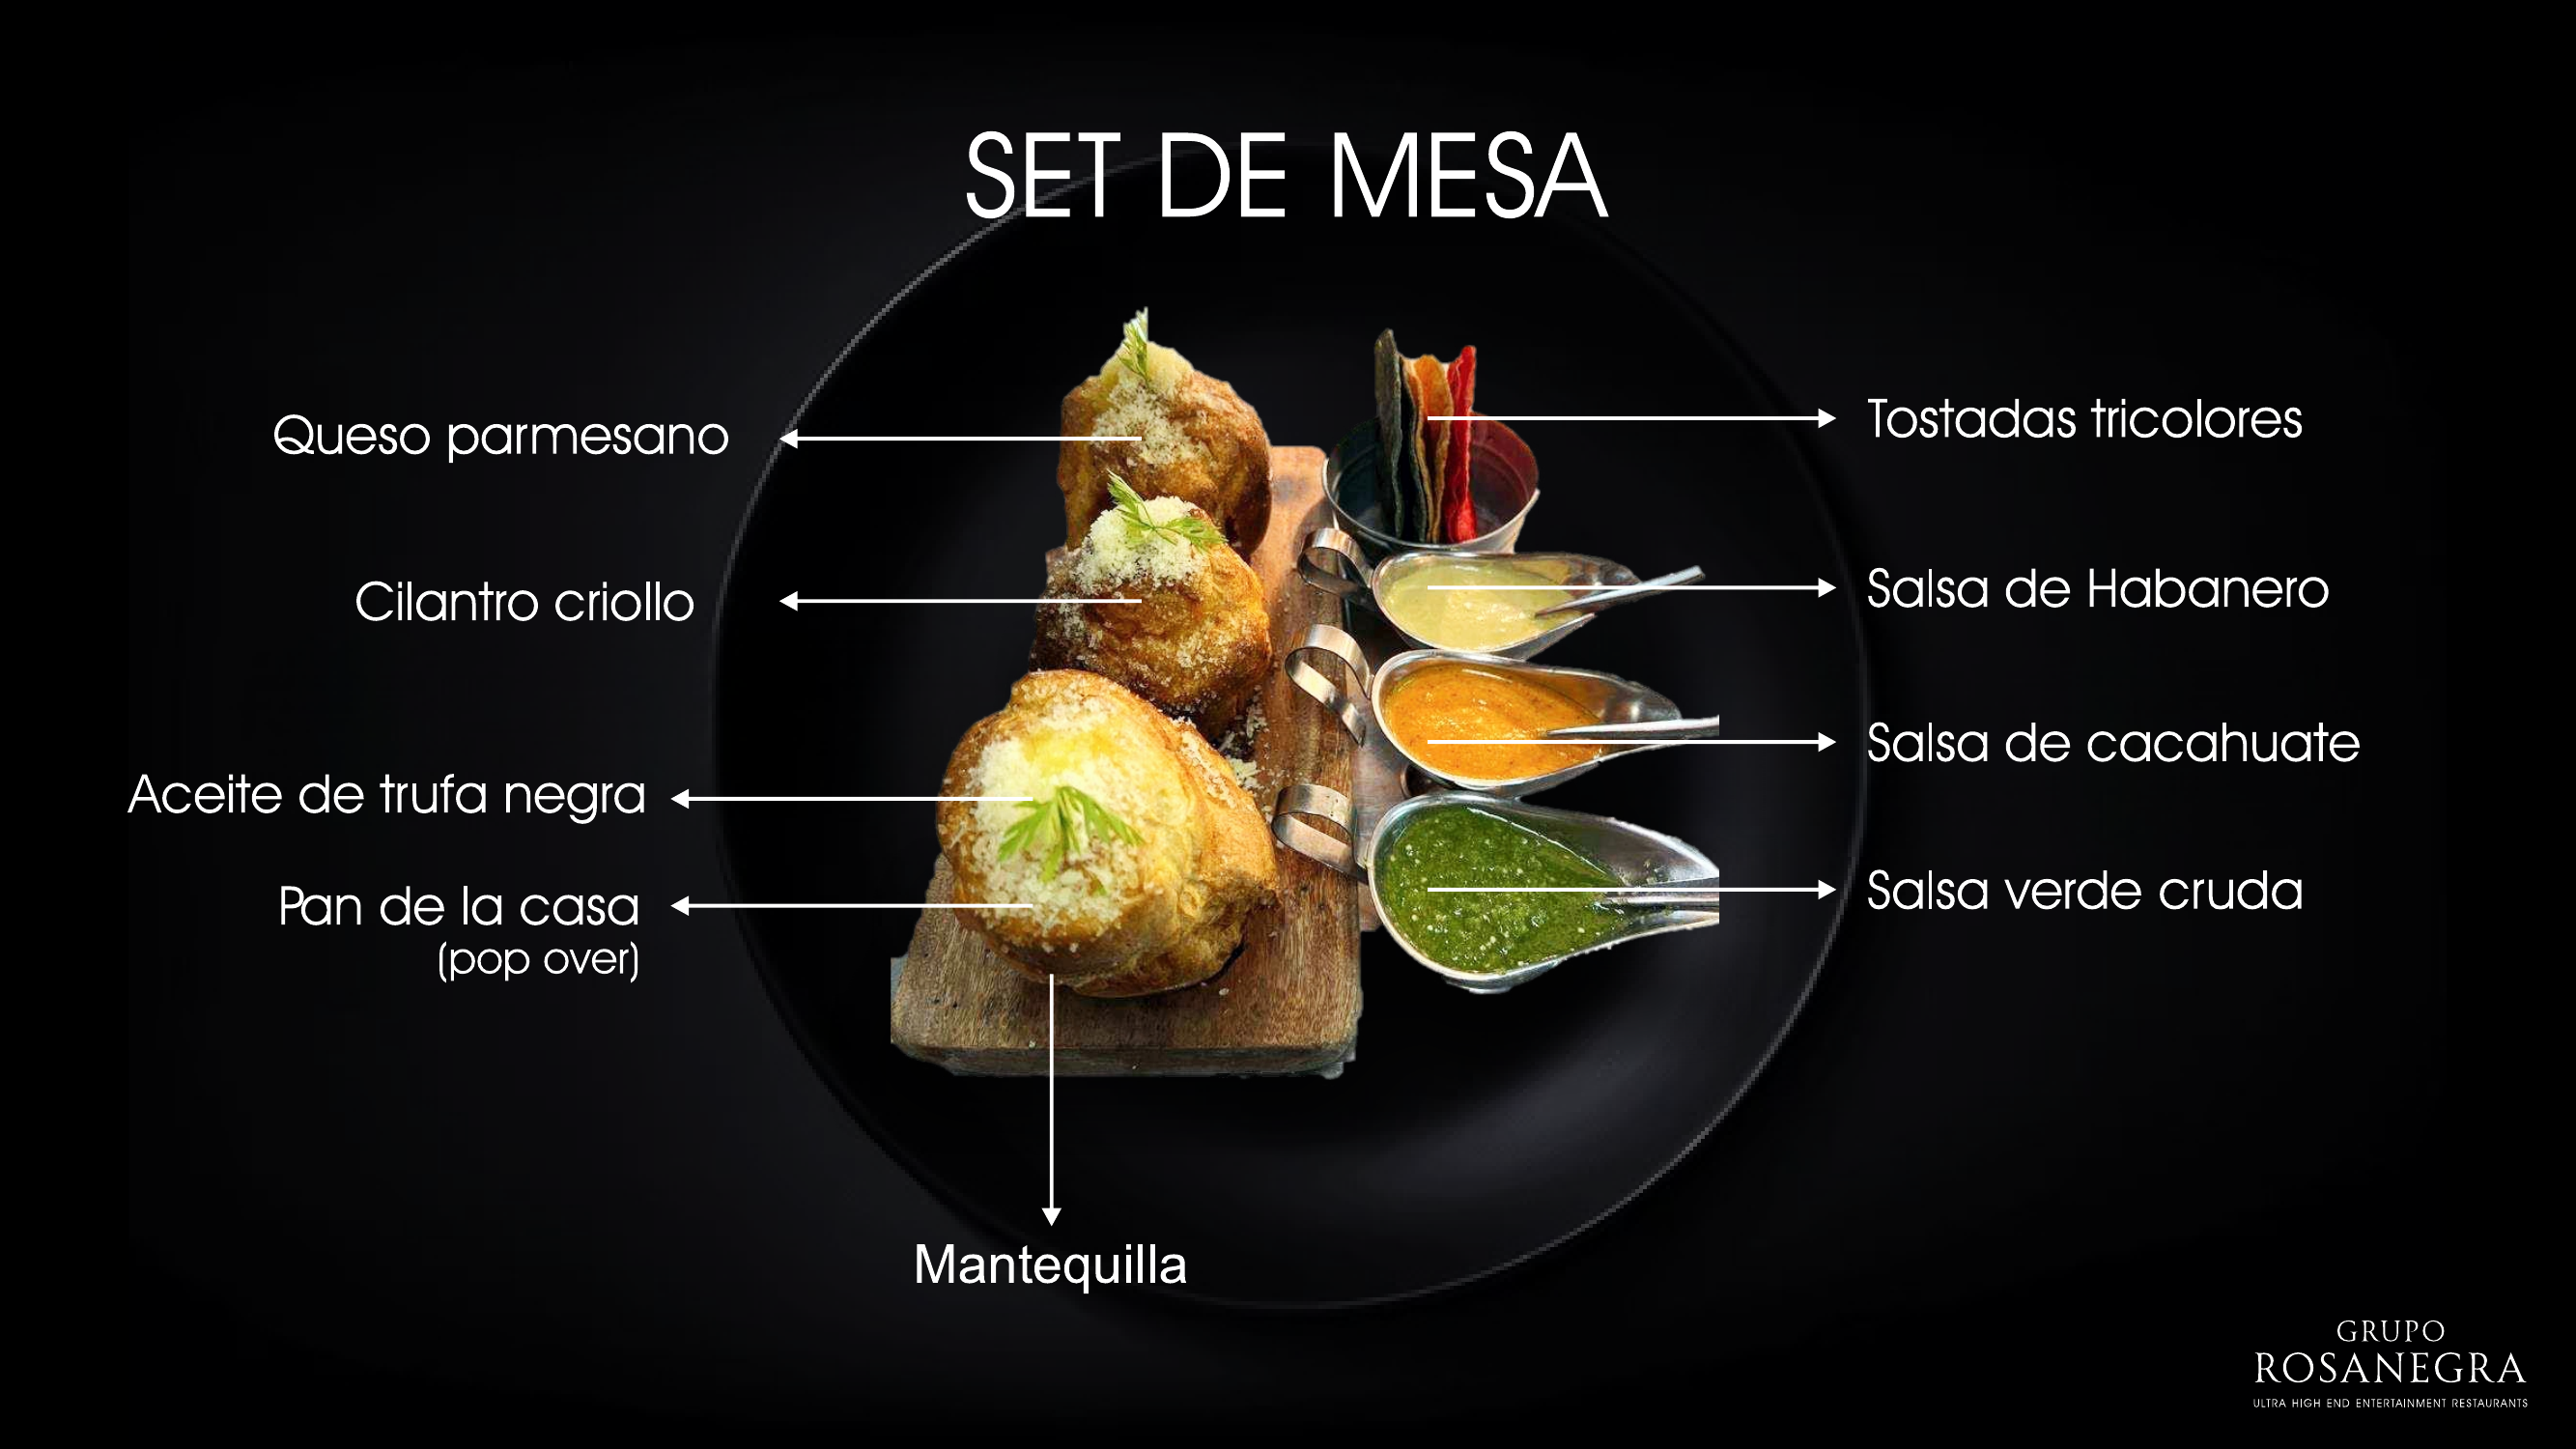 SET DE MESA
Queso parmesano
Cilantro criollo
Aceite de trufa negra
Pan de la casa
(pop over)
Mantequilla
Tostadas tricolores
Salsa de Habanero
Salsa de cacahuate
Salsa verde cruda
GRUPO
ROSANEGRA
ULTRA HIGH END ENTERTAINMENT RESTAURANTS